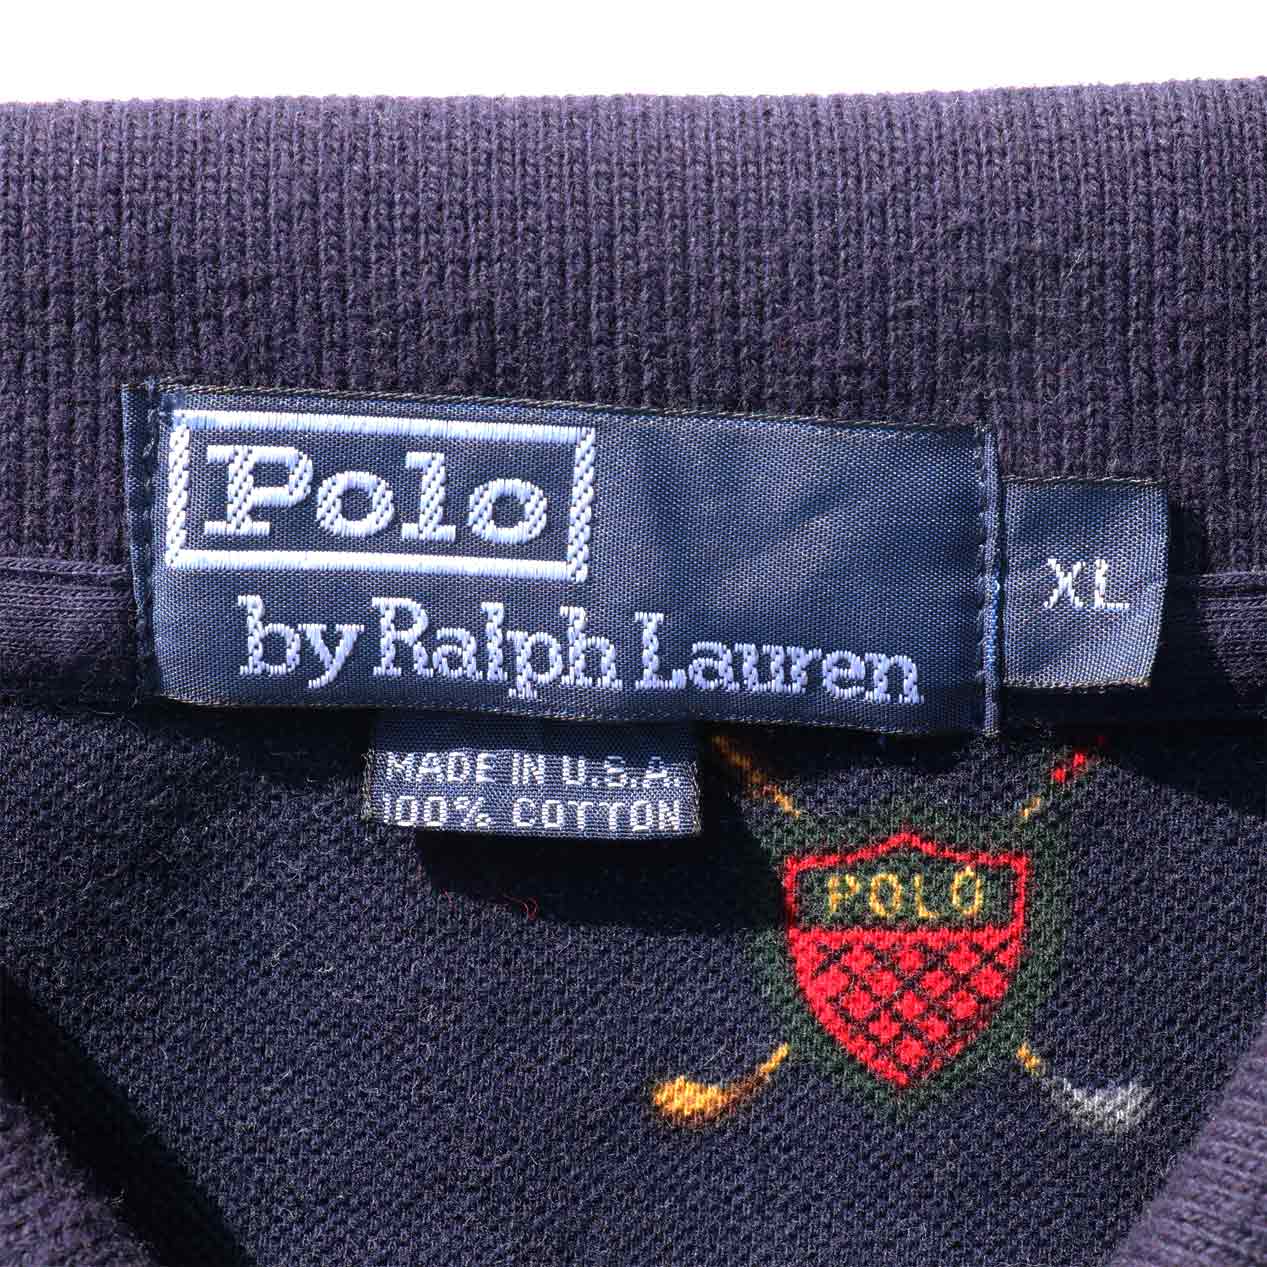 Polo
by Ralph Lauren
XL
MADE IN U.S.A.
100% COTTON
POLO